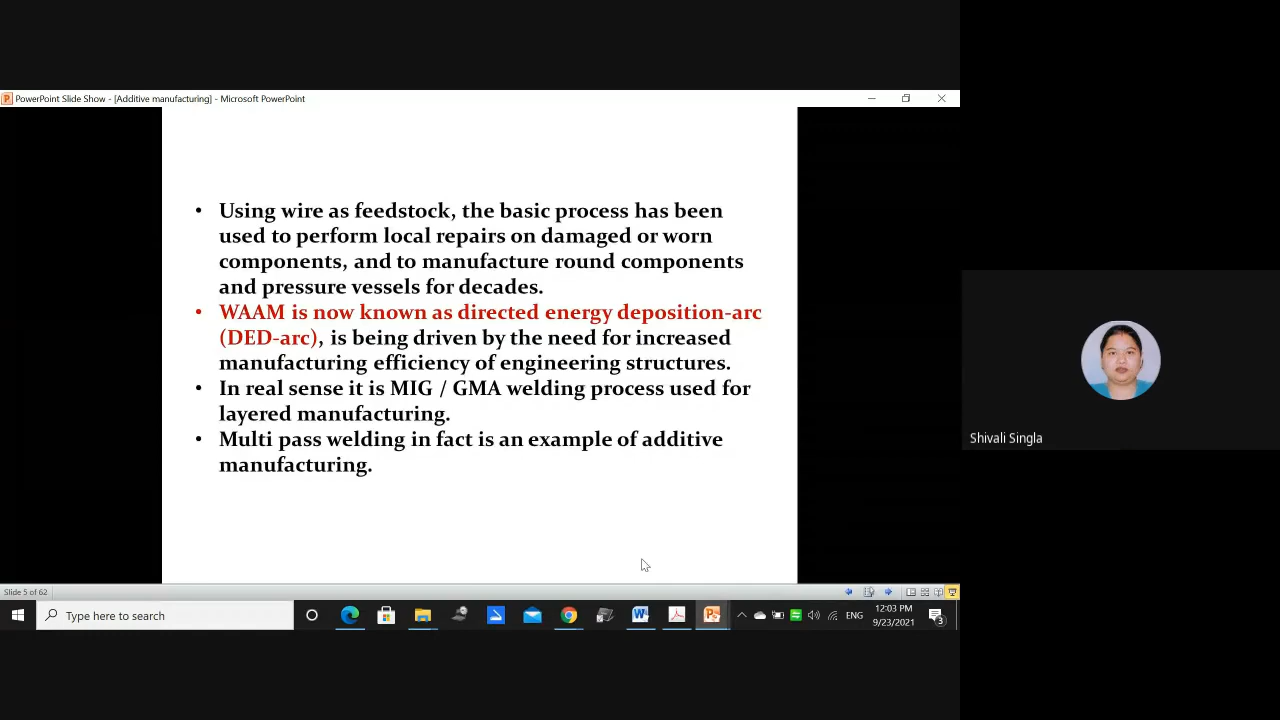 PowerPoint Slide Show - [Additive manufacturing] - Microsoft PowerPoint
• Using wire as feedstock, the basic process has been
used to perform local repairs on damaged or worn
components, and to manufacture round components
and pressure vessels for decades.
• WAAM is now known as directed energy deposition-arc
(DED-arc), is being driven by the need for increased
manufacturing efficiency of engineering structures.
• In real sense it is MIG / GMA welding process used for
layered manufacturing.
• Multi pass welding in fact is an example of additive
manufacturing.
Shivali Singla
Slide 5 of 62
Type here to search
ENG
12:03 PM
9/23/2021
3